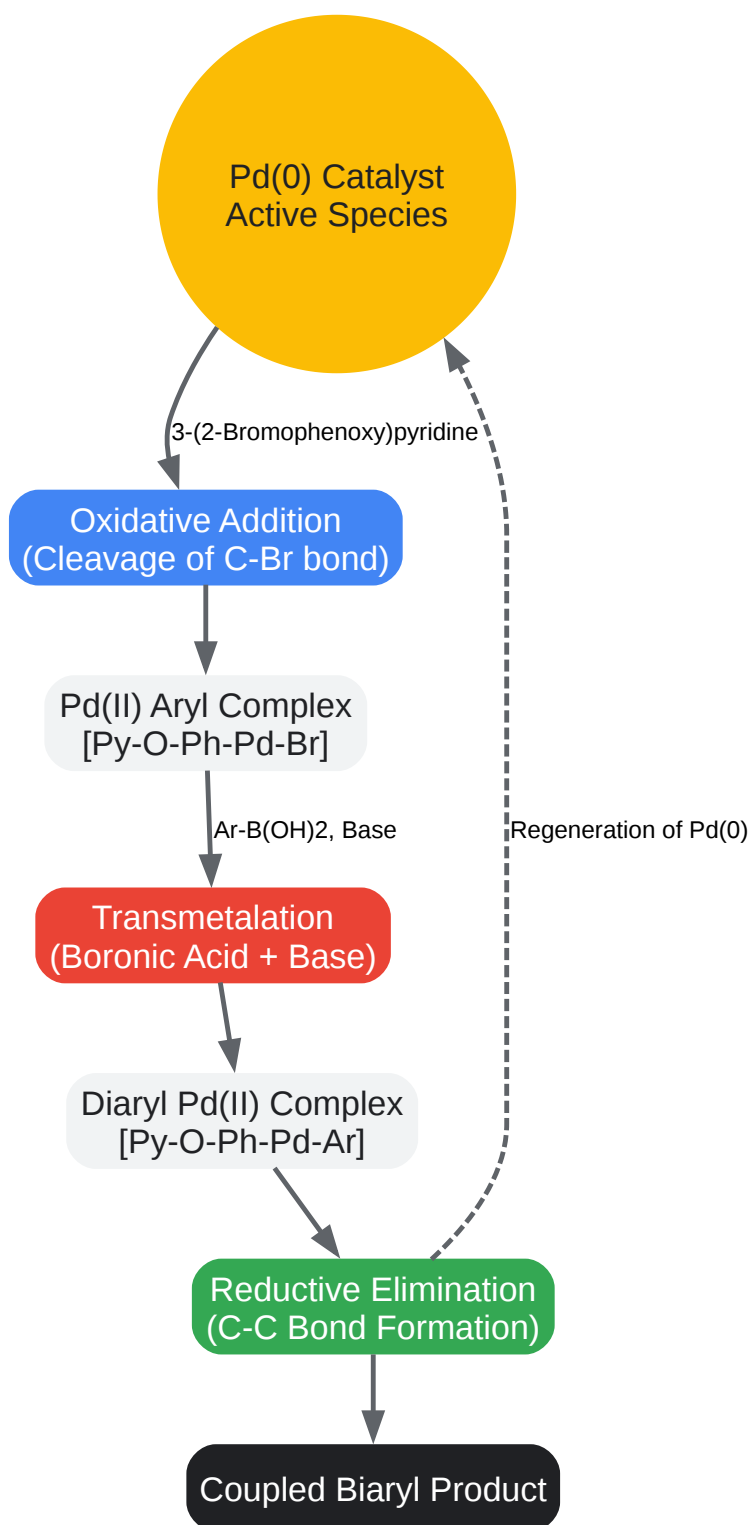 Pd(0) Catalyst
Active Species
3-(2-Bromophenoxy)pyridine
Oxidative Addition
(Cleavage of C-Br bond)
Pd(II) Aryl Complex
[Py-O-Ph-Pd-Br]
Ar-B(OH)2, Base
Regeneration of Pd(0)
Transmetalation
(Boronic Acid + Base)
Diaryl Pd(II) Complex
[Py-O-Ph-Pd-Ar]
Reductive Elimination
(C-C Bond Formation)
Coupled Biaryl Product